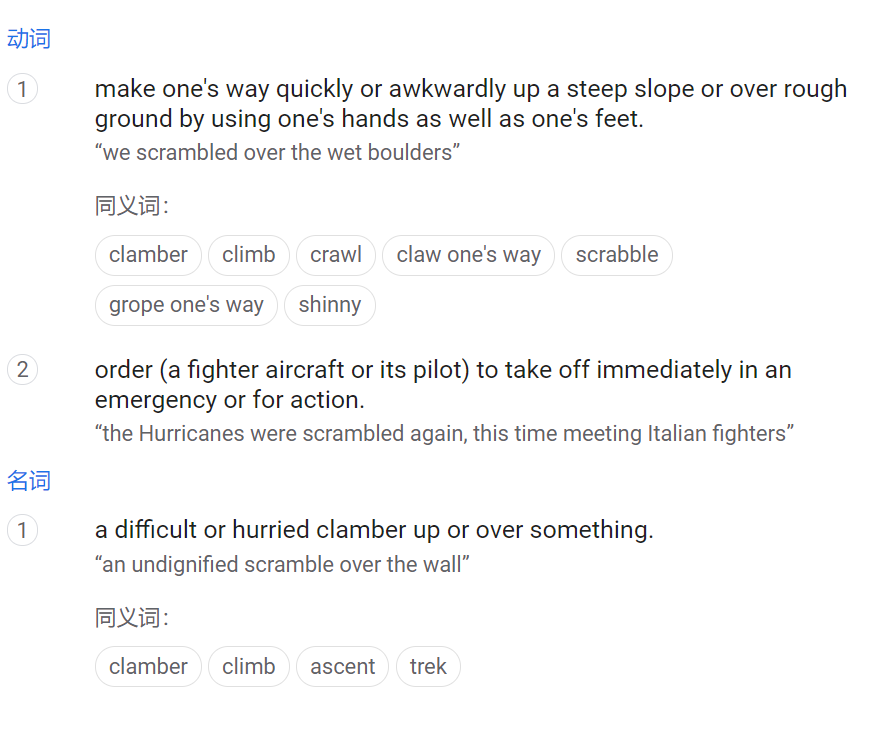 动词
1
make one's way quickly or awkwardly up a steep slope or over rough
ground by using one's hands as well as one's feet.
“we scrambled over the wet boulders”
同义词：
clamber climb crawl claw one's way scrabble
grope one's way shinny
2
order (a fighter aircraft or its pilot) to take off immediately in an
emergency or for action.
“the Hurricanes were scrambled again, this time meeting Italian fighters”
名词
1
a difficult or hurried clamber up or over something.
“an undignified scramble over the wall”
同义词：
clamber climb ascent trek